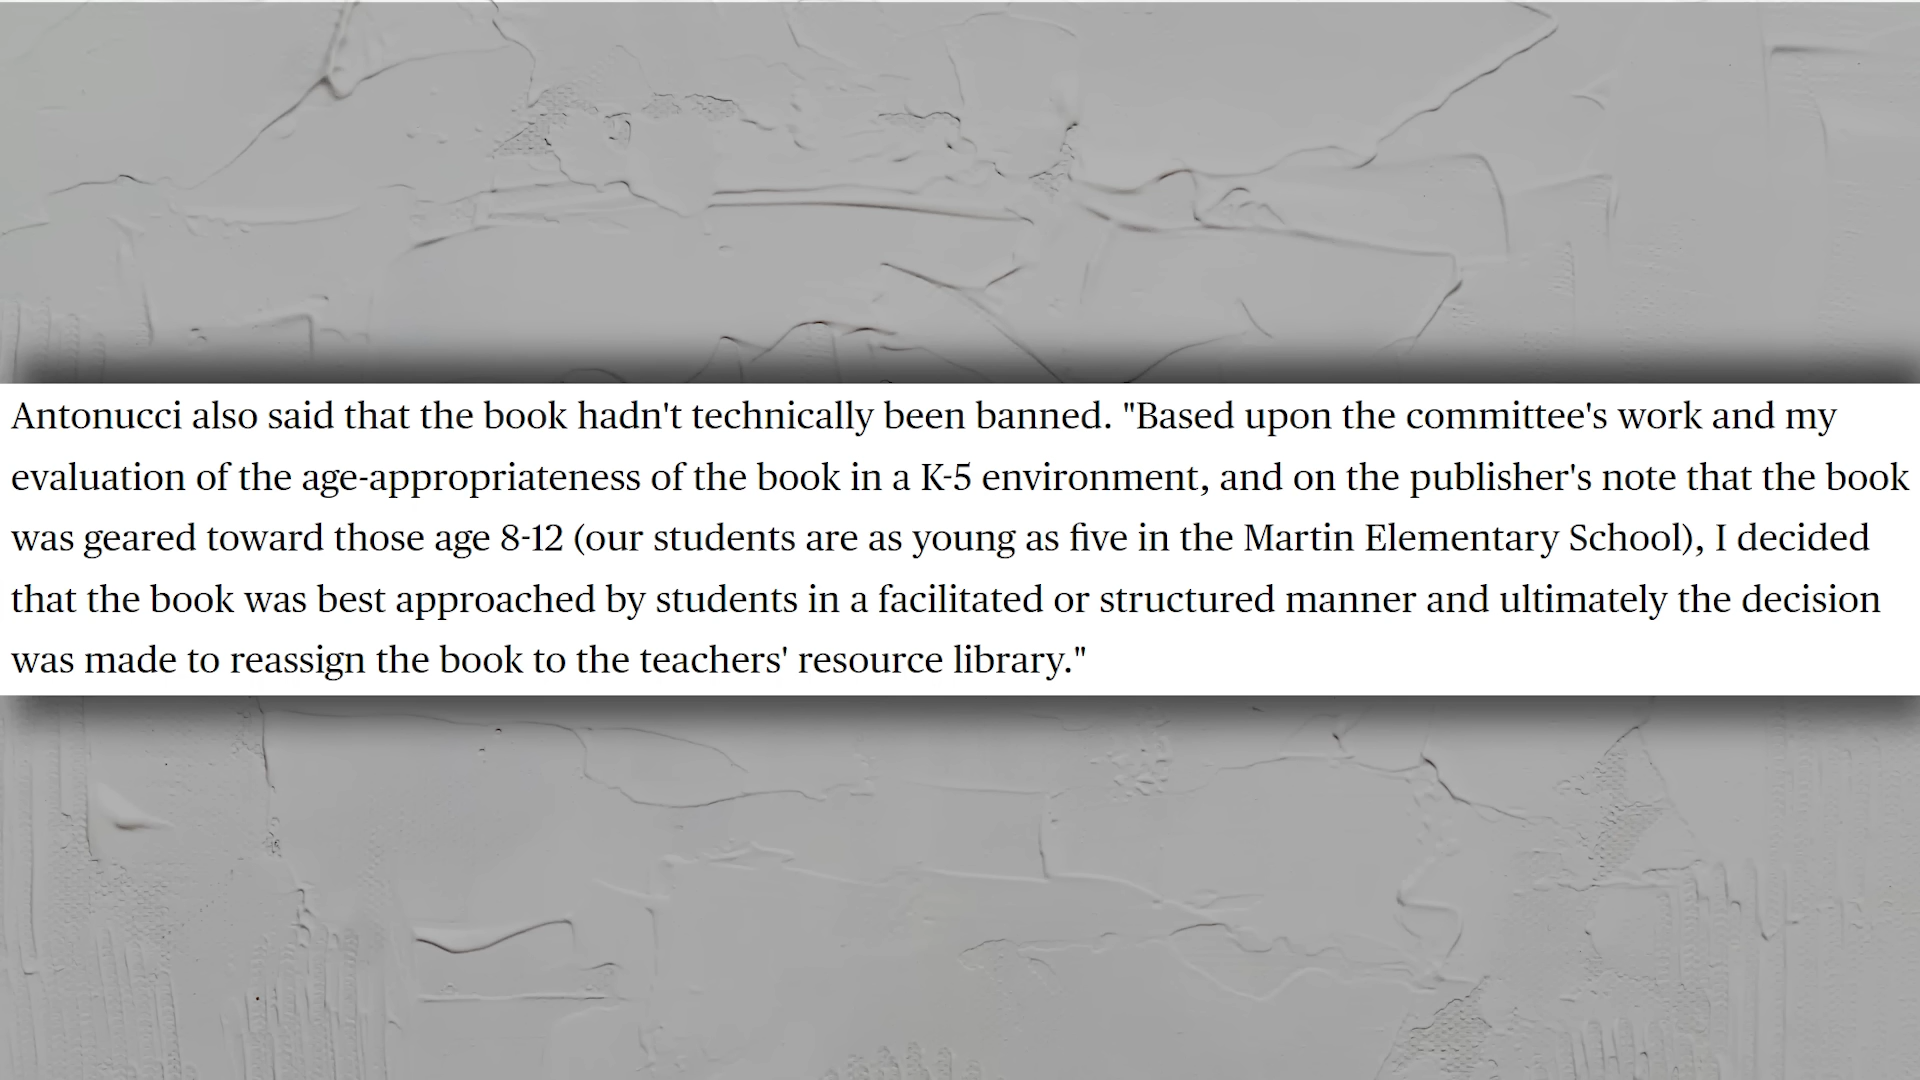 Antonucci also said that the book hadn't technically been banned. "Based upon the committee's work and my
evaluation of the age-appropriateness of the book in a K-5 environment, and on the publisher's note that the book
was geared toward those age 8-12 (our students are as young as five in the Martin Elementary School), I decided
that the book was best approached by students in a facilitated or structured manner and ultimately the decision
was made to reassign the book to the teachers' resource library."